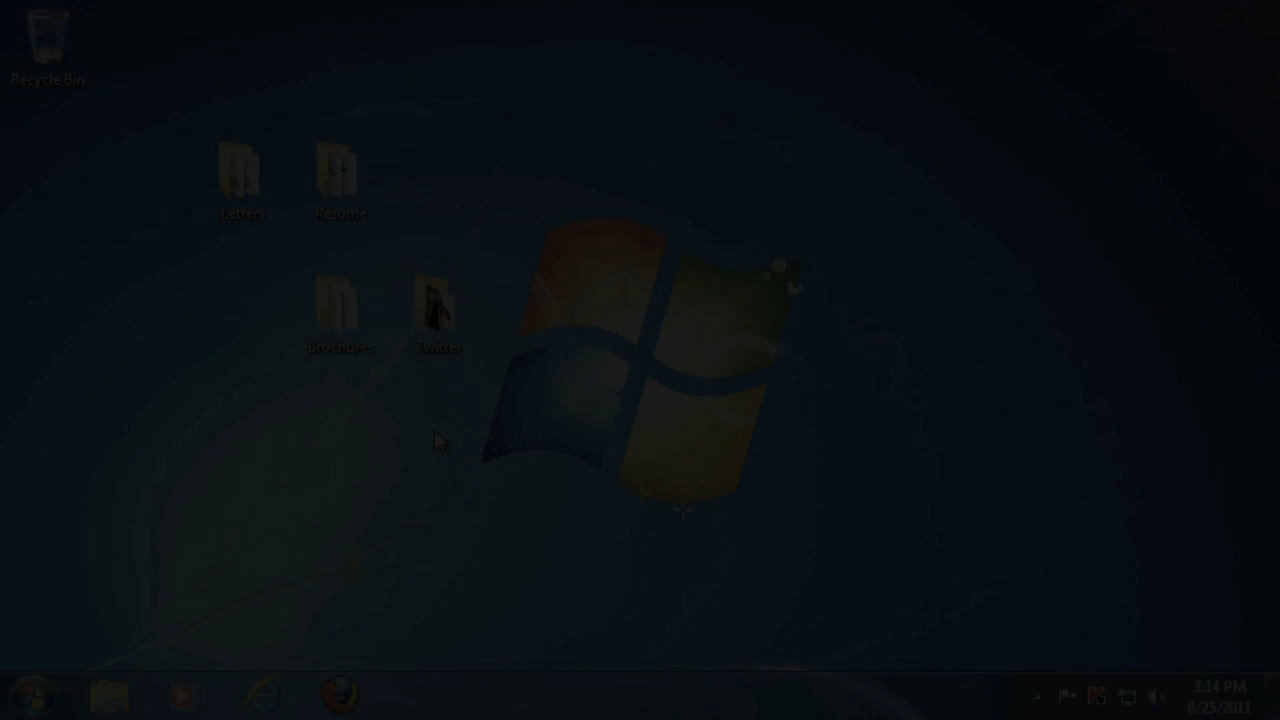 Recycle Bin
Letters
Resume
Brochures
Twitter
3:14 PM
8/25/2011